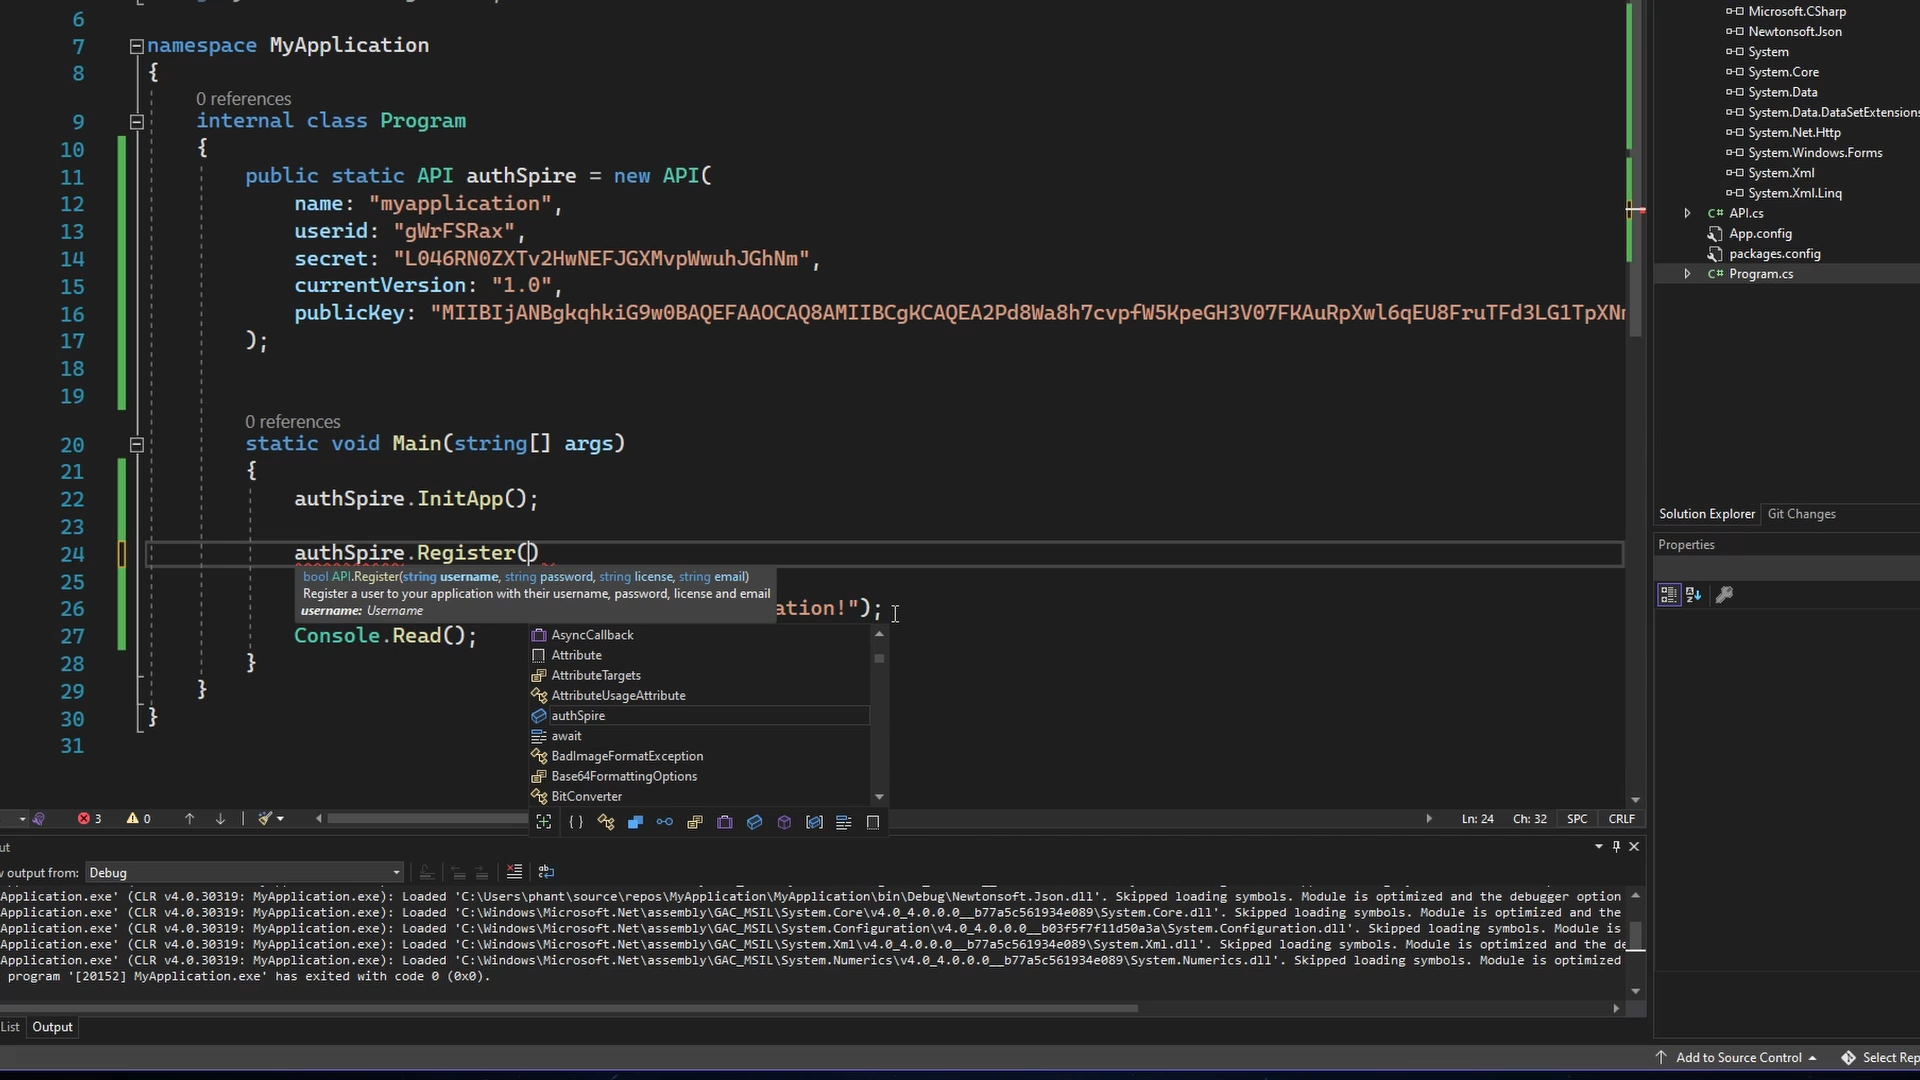 6
7 namespace MyApplication
8 {
0 references
9 internal class Program
10 {
11 public static API authSpire = new API(
12 name: "myapplication",
13 userid: "gWrFSRax",
14 secret: "L046RN0ZXTv2HwNEFJGXMvpWwuhJGhNm",
15 currentVersion: "1.0",
16 publicKey: "MIIBIjANBgkqhkiG9w0BAQEFAAOCAQ8AMIIBCgKCAQEA2Pd8Wa8h7cvpfW5KpeGH3V07FKAuRpXwl6qEU8FruTFd3LG1TpXN
17 );
18
19
0 references
20 static void Main(string[] args)
21 {
22 authSpire.InitApp();
23
24 authSpire.Register()
bool API.Register(string username, string password, string license, string email)
Register a user to your application with their username, password, license and email
username: Username
25
26 ation!");
27 Console.Read();
28 }
29 }
30 }
31
AsyncCallback
Attribute
AttributeTargets
AttributeUsageAttribute
authSpire
await
BadImageFormatException
Base64FormattingOptions
BitConverter
3 0 Ln: 24 Ch: 32 SPC CRLF
Microsoft.CSharp
Newtonsoft.Json
System
System.Core
System.Data
System.Data.DataSetExtensions
System.Net.Http
System.Windows.Forms
System.Xml
System.Xml.Linq
C# API.cs
App.config
packages.config
C# Program.cs
Solution Explorer Git Changes
Properties
ut
w output from: Debug
Application.exe' (CLR v4.0.30319: MyApplication.exe): Loaded 'C:\Users\phant\source\repos\MyApplication\MyApplication\bin\Debug\Newtonsoft.Json.dll'. Skipped loading symbols. Module is optimized and the debugger option
Application.exe' (CLR v4.0.30319: MyApplication.exe): Loaded 'C:\Windows\Microsoft.Net\assembly\GAC_MSIL\System.Core\v4.0_4.0.0.0__b77a5c561934e089\System.Core.dll'. Skipped loading symbols. Module is optimized and the
Application.exe' (CLR v4.0.30319: MyApplication.exe): Loaded 'C:\Windows\Microsoft.Net\assembly\GAC_MSIL\System.Configuration\v4.0_4.0.0.0__b03f5f7f11d50a3a\System.Configuration.dll'. Skipped loading symbols. Module is
Application.exe' (CLR v4.0.30319: MyApplication.exe): Loaded 'C:\Windows\Microsoft.Net\assembly\GAC_MSIL\System.Xml\v4.0_4.0.0.0__b77a5c561934e089\System.Xml.dll'. Skipped loading symbols. Module is optimized and the de
Application.exe' (CLR v4.0.30319: MyApplication.exe): Loaded 'C:\Windows\Microsoft.Net\assembly\GAC_MSIL\System.Numerics\v4.0_4.0.0.0__b77a5c561934e089\System.Numerics.dll'. Skipped loading symbols. Module is optimized
program '[20152] MyApplication.exe' has exited with code 0 (0x0).
List Output
Add to Source Control Select Rep